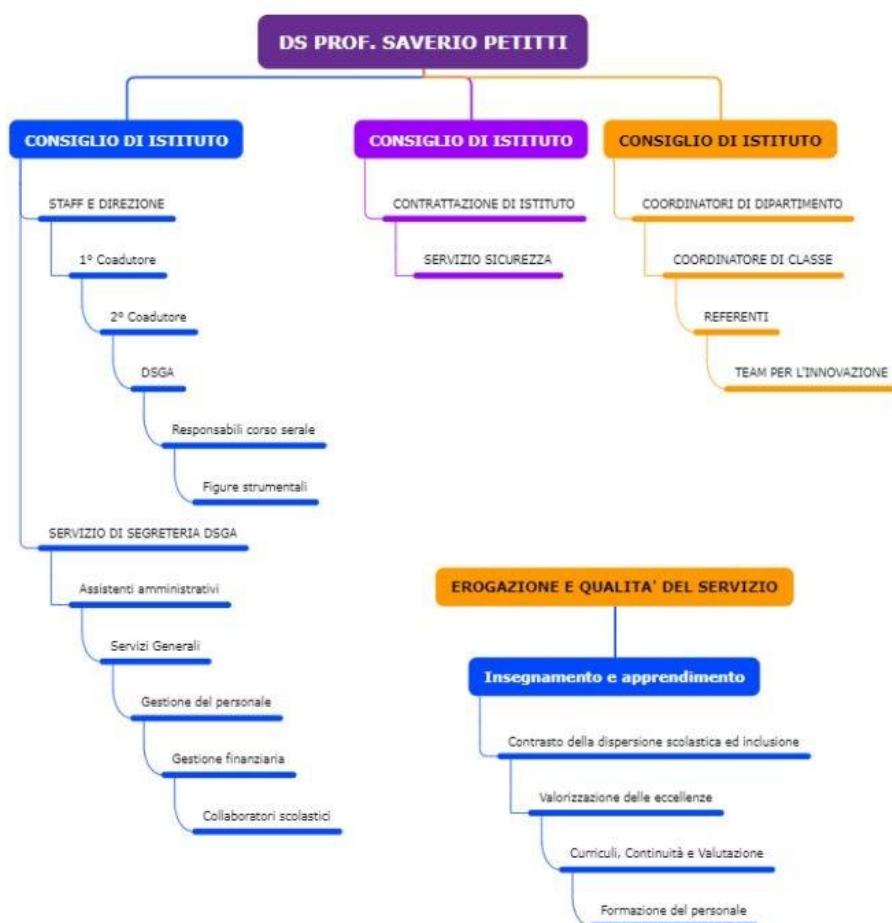 DS PROF. SAVERIO PETITTI
CONSIGLIO DI ISTITUTO
STAFF E DIREZIONE
1° Coadutore
2° Coadutore
DSGA
Responsabili corso serale
Figure strumentali
SERVIZIO DI SEGRETERIA DSGA
Assistenti amministrativi
Servizi Generali
Gestione del personale
Gestione finanziaria
Collaboratori scolastici
CONSIGLIO DI ISTITUTO
CONTRATTAZIONE DI ISTITUTO
SERVIZIO SICUREZZA
CONSIGLIO DI ISTITUTO
COORDINATORI DI DIPARTIMENTO
COORDINATORE DI CLASSE
REFERENTI
TEAM PER L'INNOVAZIONE
EROGAZIONE E QUALITA' DEL SERVIZIO
Insegnamento e apprendimento
Contrasto della dispersione scolastica ed inclusione
Valorizzazione delle eccellenze
Curriculi, Continuità e Valutazione
Formazione del personale